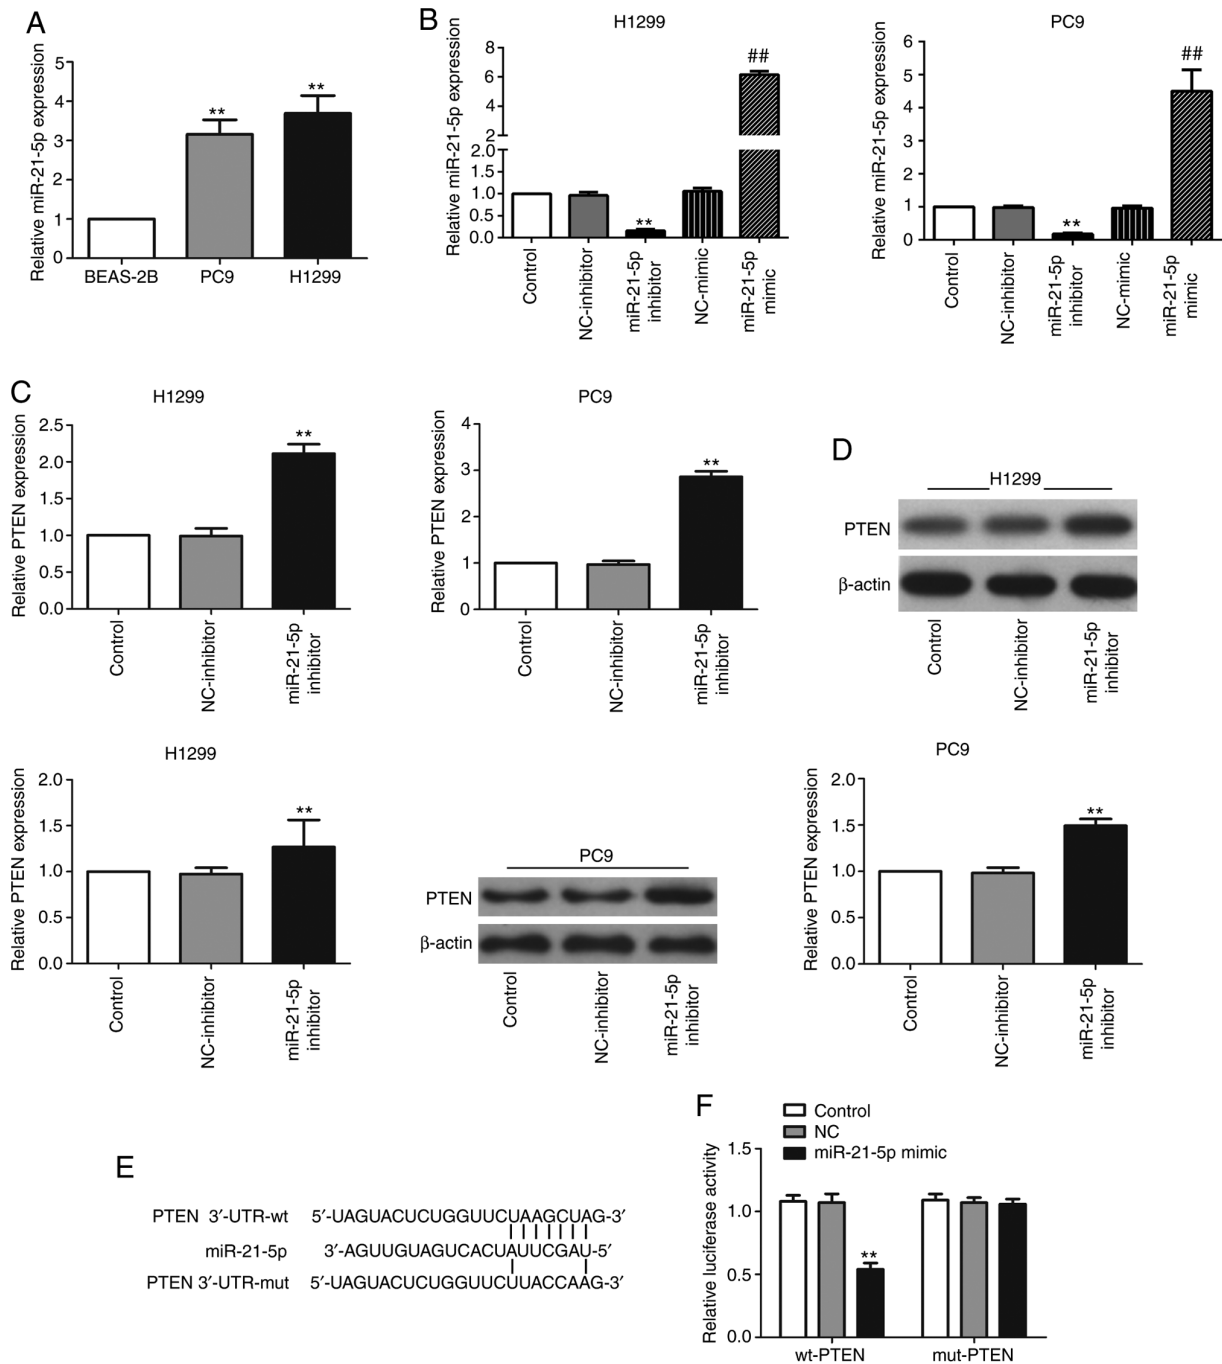 A
Relative miR-21-5p expression
5
4
3
2
1
0
**
**
BEAS-2B
PC9
H1299
B
H1299
Relative miR-21-5p expression
8
6
4
2
2.0
1.5
1.0
0.5
0.0
**
##
Control
NC-inhibitor
miR-21-5p
inhibitor
NC-mimic
miR-21-5p
mimic
PC9
Relative miR-21-5p expression
6
5
4
3
2
1
0
**
##
Control
NC-inhibitor
miR-21-5p
inhibitor
NC-mimic
miR-21-5p
mimic
C
H1299
Relative PTEN expression
2.5
2.0
1.5
1.0
0.5
0.0
**
Control
NC-inhibitor
miR-21-5p
inhibitor
PC9
Relative PTEN expression
4
3
2
1
0
**
Control
NC-inhibitor
miR-21-5p
inhibitor
D
H1299
PTEN
β-actin
Control
NC-inhibitor
miR-21-5p
inhibitor
H1299
Relative PTEN expression
2.0
1.5
1.0
0.5
0.0
**
Control
NC-inhibitor
miR-21-5p
inhibitor
PC9
PTEN
β-actin
Control
NC-inhibitor
miR-21-5p
inhibitor
PC9
Relative PTEN expression
2.0
1.5
1.0
0.5
0.0
**
Control
NC-inhibitor
miR-21-5p
inhibitor
E
PTEN 3′-UTR-wt 5′-UAGUACUCUGGUUCUAAGCUAG-3′
miR-21-5p 3′-AGUUGUAGUCACUAUUCGAU-5′
PTEN 3′-UTR-mut 5′-UAGUACUCUGGUUCUUACCAAG-3′
F
Control
NC
miR-21-5p mimic
Relative luciferase activity
1.5
1.0
0.5
0.0
**
wt-PTEN
mut-PTEN